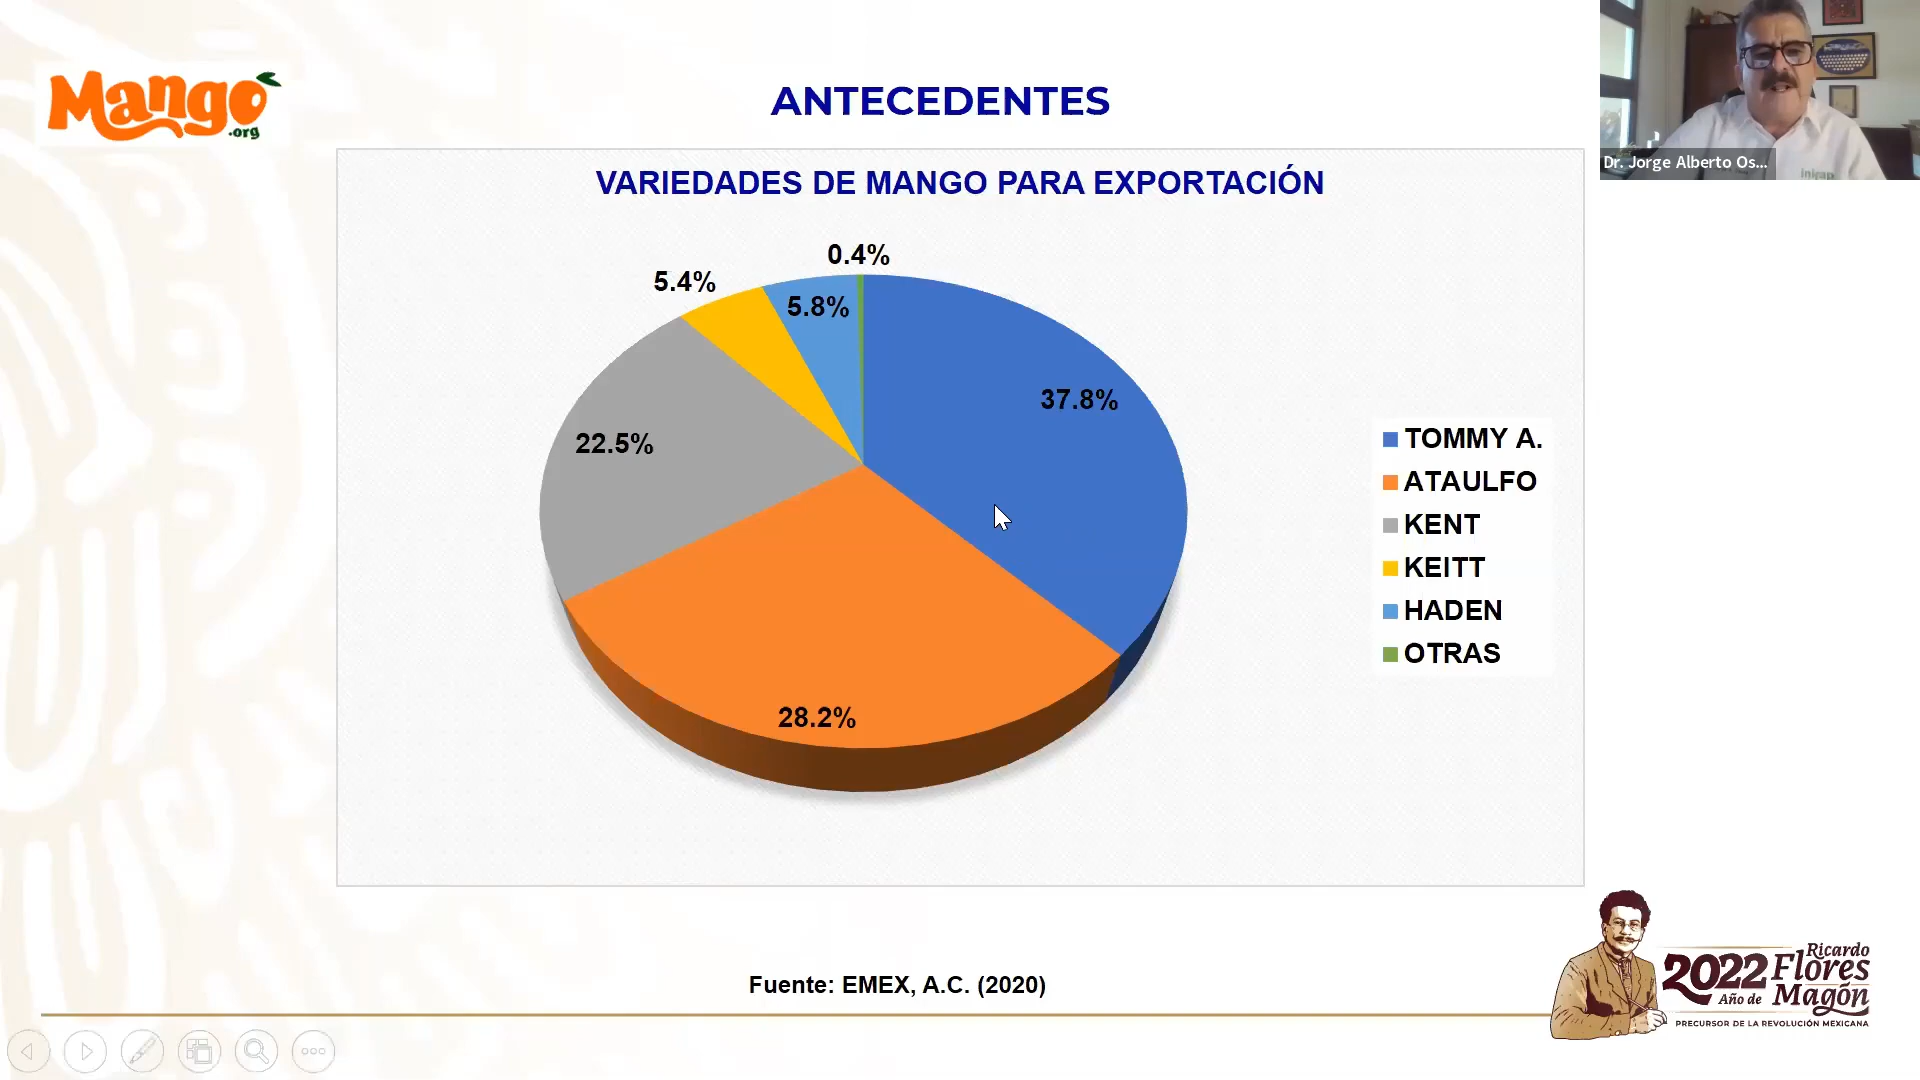 Mango
.org
ANTECEDENTES
VARIEDADES DE MANGO PARA EXPORTACIÓN
0.4%
5.4%
5.8%
37.8%
22.5%
28.2%
TOMMY A.
ATAULFO
KENT
KEITT
HADEN
OTRAS
Fuente: EMEX, A.C. (2020)
Dr. Jorge Alberto Os...
inifap
2022
Año de
Ricardo
Flores
Magón
PRECURSOR DE LA REVOLUCIÓN MEXICANA